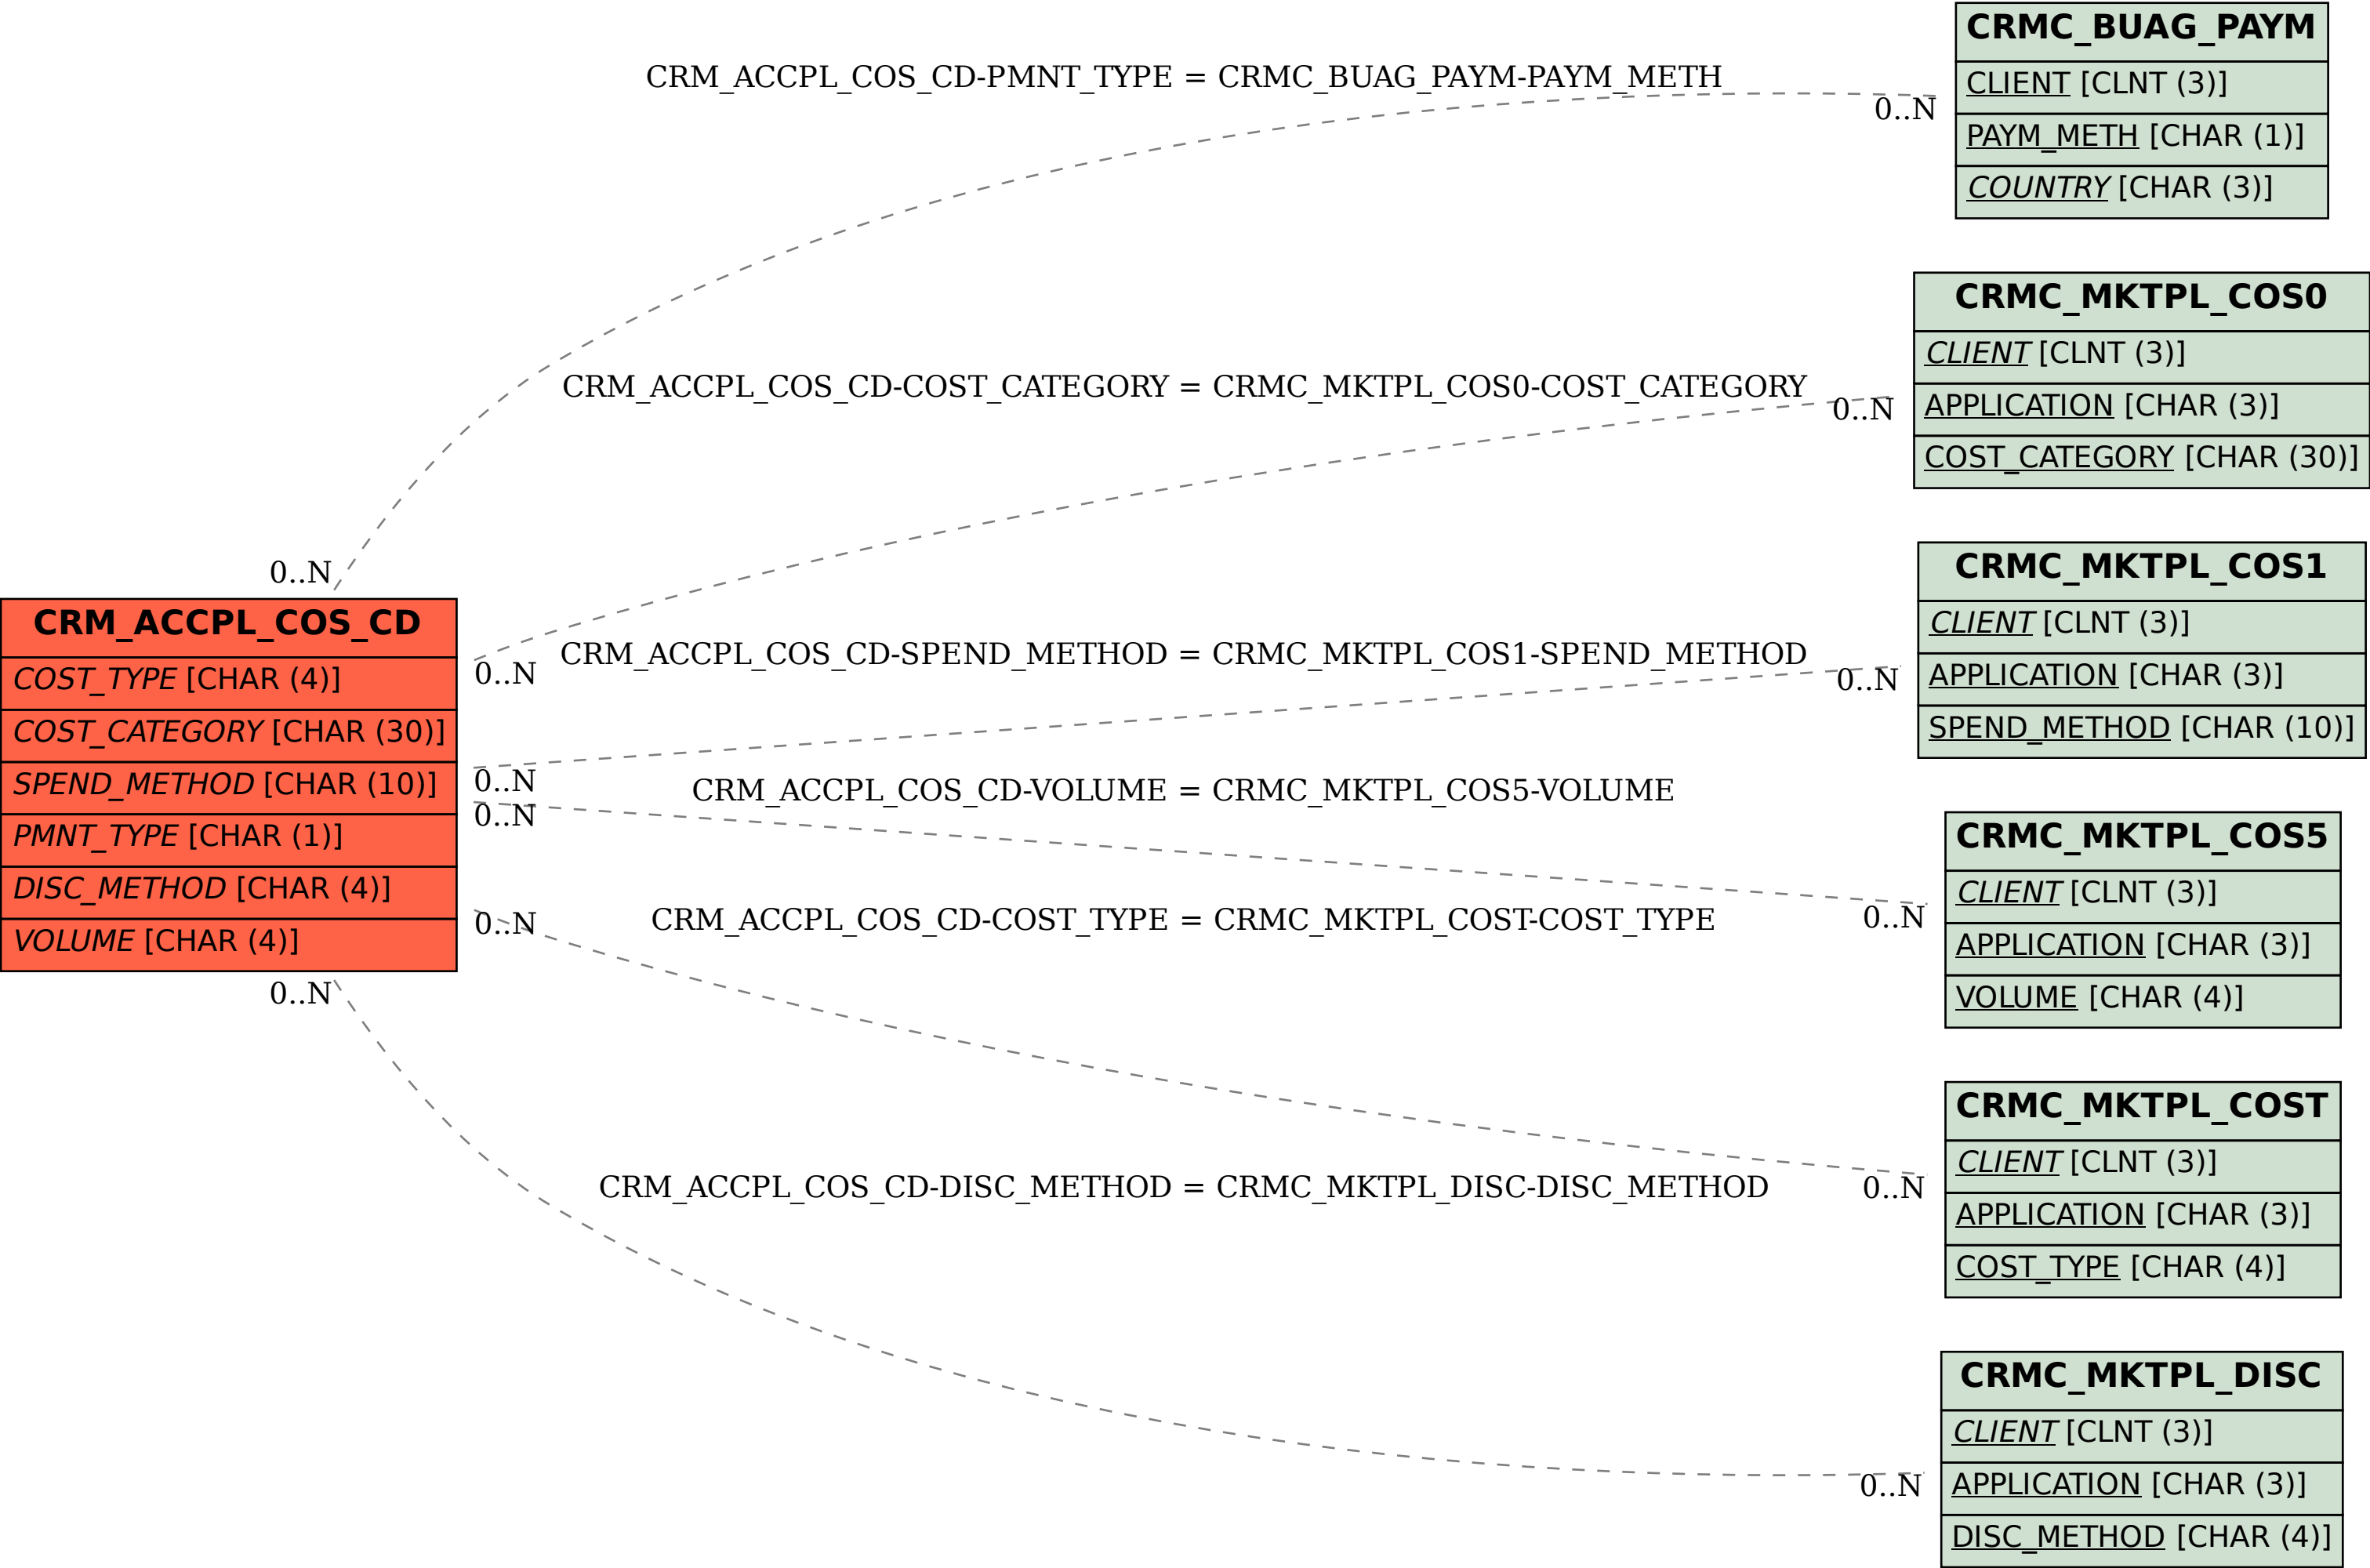 CRMC_BUAG_PAYM
CLIENT [CLNT (3)]
PAYM_METH [CHAR (1)]
COUNTRY [CHAR (3)]
CRM_ACCPL_COS_CD-PMNT_TYPE = CRMC_BUAG_PAYM-PAYM_METH
0..N
0..N
CRMC_MKTPL_COS0
CLIENT [CLNT (3)]
APPLICATION [CHAR (3)]
COST_CATEGORY [CHAR (30)]
CRM_ACCPL_COS_CD-COST_CATEGORY = CRMC_MKTPL_COS0-COST_CATEGORY
0..N
0..N
CRM_ACCPL_COS_CD
COST_TYPE [CHAR (4)]
COST_CATEGORY [CHAR (30)]
SPEND_METHOD [CHAR (10)]
PMNT_TYPE [CHAR (1)]
DISC_METHOD [CHAR (4)]
VOLUME [CHAR (4)]
CRMC_MKTPL_COS1
CLIENT [CLNT (3)]
APPLICATION [CHAR (3)]
SPEND_METHOD [CHAR (10)]
CRM_ACCPL_COS_CD-SPEND_METHOD = CRMC_MKTPL_COS1-SPEND_METHOD
0..N
0..N
CRM_ACCPL_COS_CD-VOLUME = CRMC_MKTPL_COS5-VOLUME
0..N
0..N
CRMC_MKTPL_COS5
CLIENT [CLNT (3)]
APPLICATION [CHAR (3)]
VOLUME [CHAR (4)]
CRM_ACCPL_COS_CD-COST_TYPE = CRMC_MKTPL_COST-COST_TYPE
0..N
0..N
CRMC_MKTPL_COST
CLIENT [CLNT (3)]
APPLICATION [CHAR (3)]
COST_TYPE [CHAR (4)]
CRM_ACCPL_COS_CD-DISC_METHOD = CRMC_MKTPL_DISC-DISC_METHOD
0..N
0..N
CRMC_MKTPL_DISC
CLIENT [CLNT (3)]
APPLICATION [CHAR (3)]
DISC_METHOD [CHAR (4)]